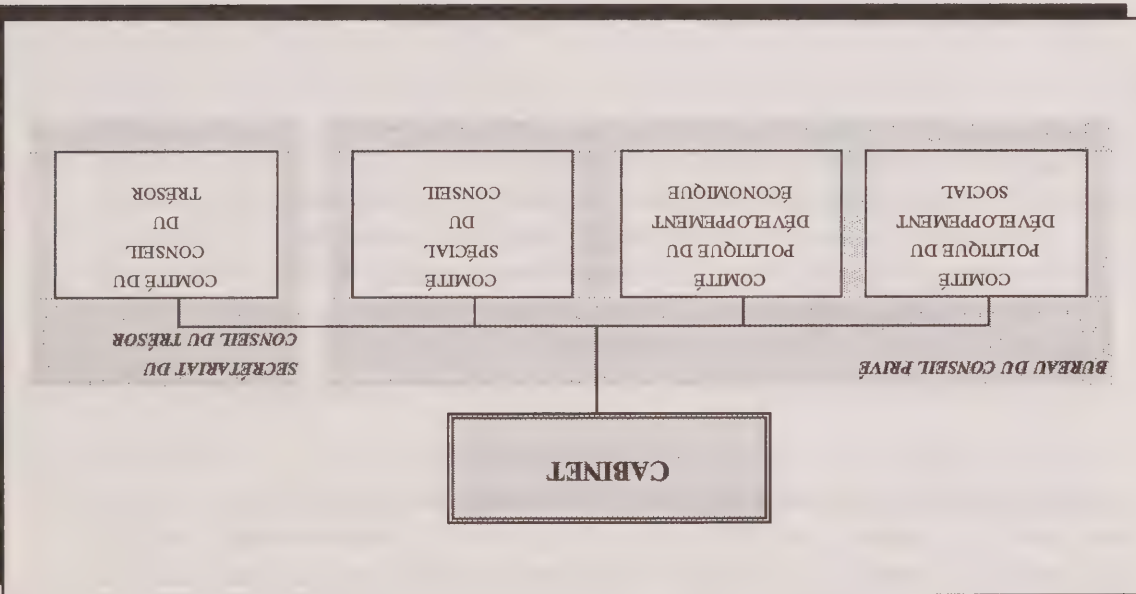 CABINET
BUREAU DU CONSEIL PRIVÉ
SECRÉTARIAT DU
CONSEIL DU TRÉSOR
COMITÉ
POLITIQUE DU
DÉVELOPPEMENT
SOCIAL
COMITÉ
POLITIQUE DU
DÉVELOPPEMENT
ÉCONOMIQUE
COMITÉ
SPÉCIAL
DU
CONSEIL
COMITÉ DU
CONSEIL
DU
TRÉSOR